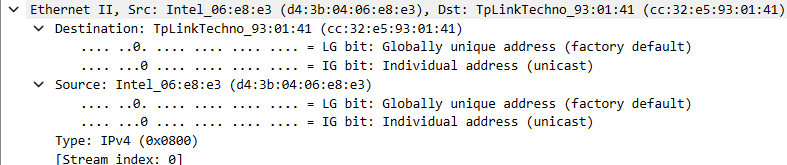 Ethernet II, Src: Intel_06:e8:e3 (d4:3b:04:06:e8:e3), Dst: TpLinkTechno_93:01:41 (cc:32:e5:93:01:41)
Destination: TpLinkTechno_93:01:41 (cc:32:e5:93:01:41)
.... ..0. .... .... .... .... = LG bit: Globally unique address (factory default)
.... ...0 .... .... .... .... = IG bit: Individual address (unicast)
Source: Intel_06:e8:e3 (d4:3b:04:06:e8:e3)
.... ..0. .... .... .... .... = LG bit: Globally unique address (factory default)
.... ...0 .... .... .... .... = IG bit: Individual address (unicast)
Type: IPv4 (0x0800)
[Stream index: 0]